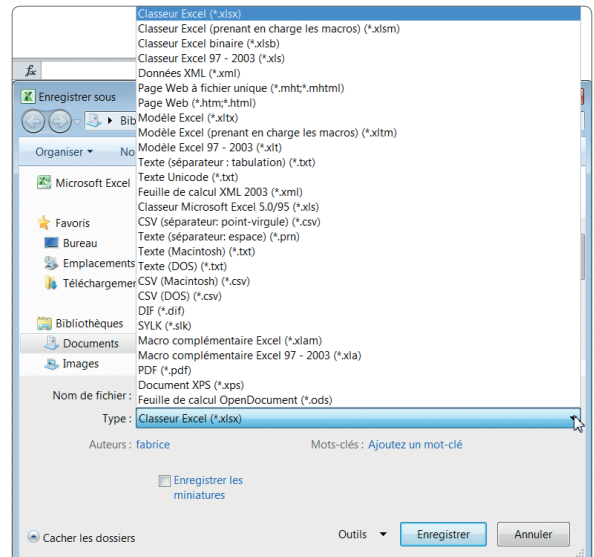 Classeur Excel (*.xlsx)
Classeur Excel (prenant en charge les macros) (*.xlsm)
Classeur Excel binaire (*.xlsb)
Classeur Excel 97 - 2003 (*.xls)
Données XML (*.xml)
Page Web à fichier unique (*.mht;*.mhtml)
Page Web (*.htm;*.html)
Modèle Excel (*.xltx)
Modèle Excel (prenant en charge les macros) (*.xltm)
Modèle Excel 97 - 2003 (*.xlt)
Texte (séparateur : tabulation) (*.txt)
Texte Unicode (*.txt)
Feuille de calcul XML 2003 (*.xml)
Classeur Microsoft Excel 5.0/95 (*.xls)
CSV (séparateur: point-virgule) (*.csv)
Texte (séparateur: espace) (*.prn)
Texte (Macintosh) (*.txt)
Texte (DOS) (*.txt)
CSV (Macintosh) (*.csv)
CSV (DOS) (*.csv)
DIF (*.dif)
SYLK (*.slk)
Macro complémentaire Excel (*.xlam)
Macro complémentaire Excel 97 - 2003 (*.xla)
PDF (*.pdf)
Document XPS (*.xps)
Feuille de calcul OpenDocument (*.ods)
fx
Enregistrer sous
Bib
Organiser No
Microsoft Excel
Favoris
Bureau
Emplacements
Téléchargemer
Bibliothèques
Documents
Images
Nom de fichier :
Type : Classeur Excel (*.xlsx)
Auteurs : fabrice Mots-clés : Ajoutez un mot-clé
Enregistrer les
miniatures
Cacher les dossiers Outils Enregistrer Annuler